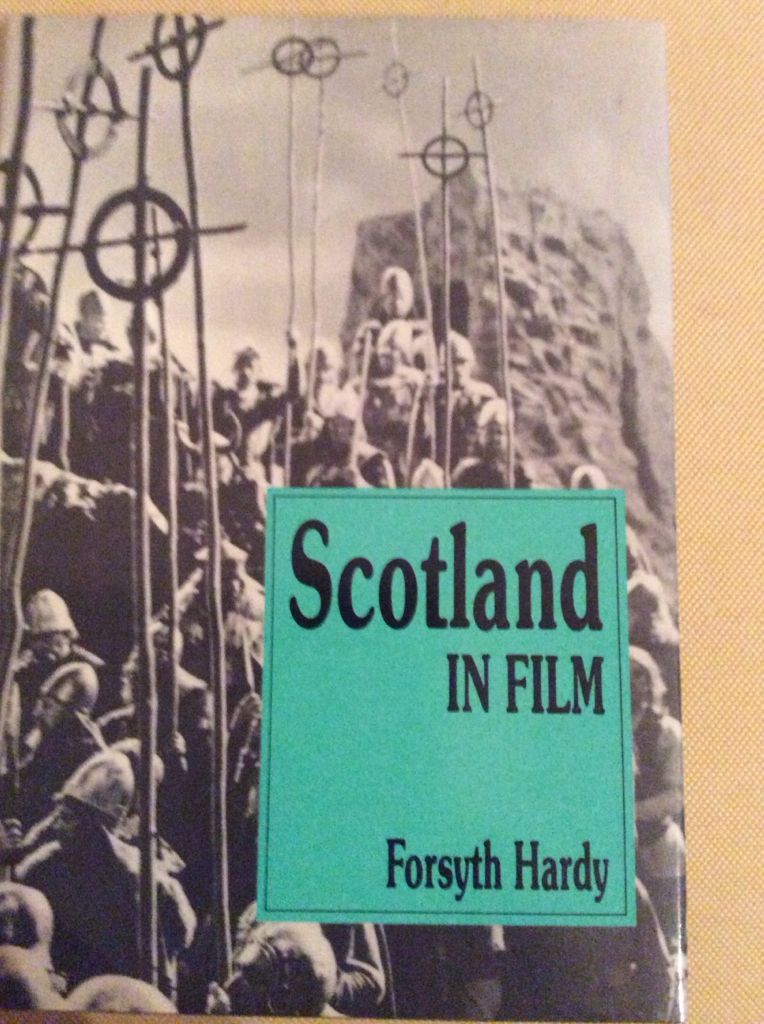 Scotland
IN FILM
Forsyth Hardy